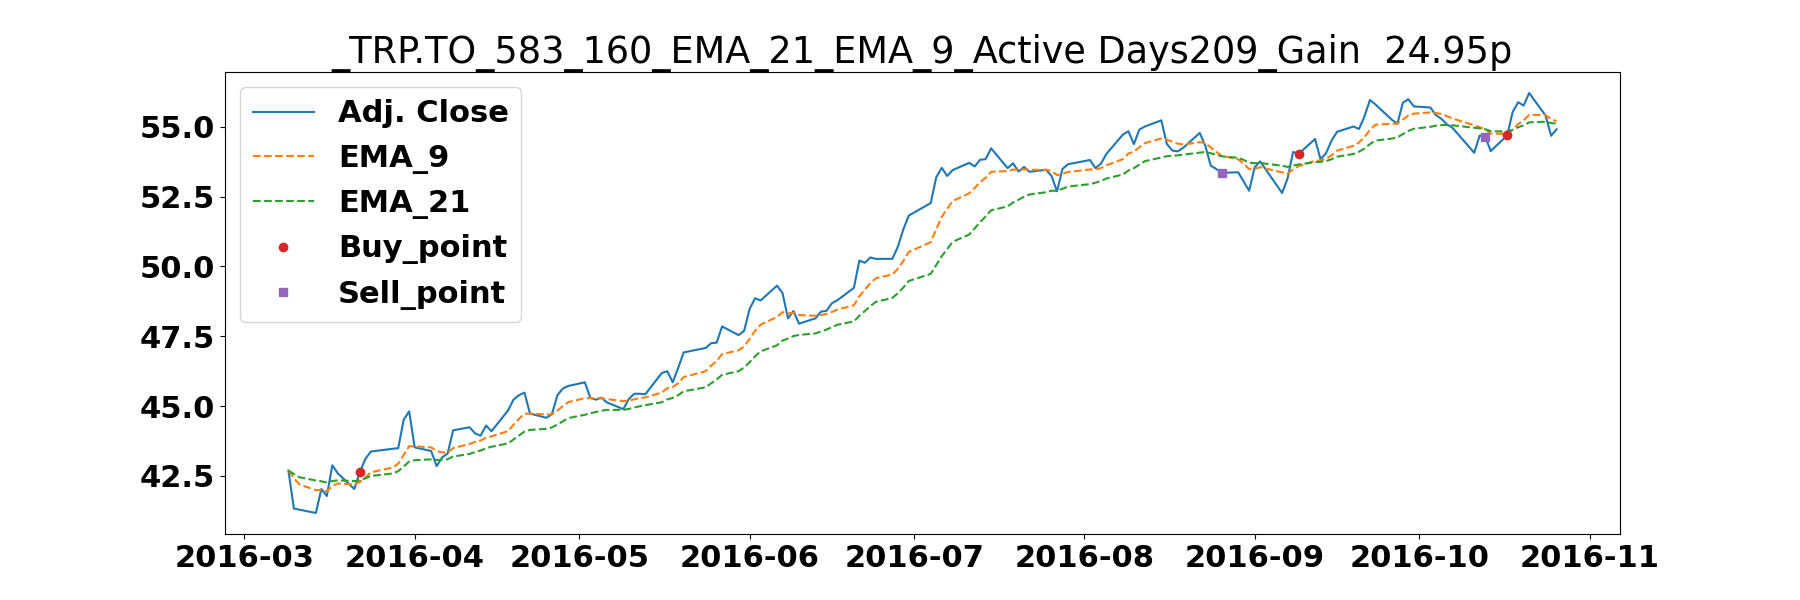 _TRP.TO_583_160_EMA_21_EMA_9_Active Days209_Gain  24.95p
Adj. Close
EMA_9
EMA_21
Buy_point
Sell_point
55.0
52.5
50.0
47.5
45.0
42.5
2016-03 2016-04 2016-05 2016-06 2016-07 2016-08 2016-09 2016-10 2016-11